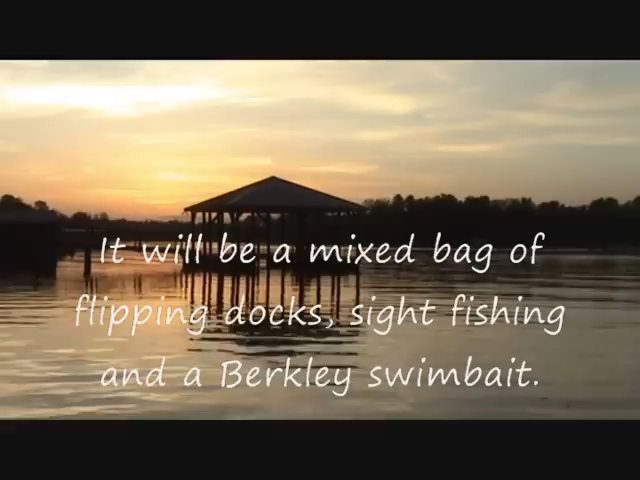 It will be a mixed bag of
flipping docks, sight fishing
and a Berkley swimbait.